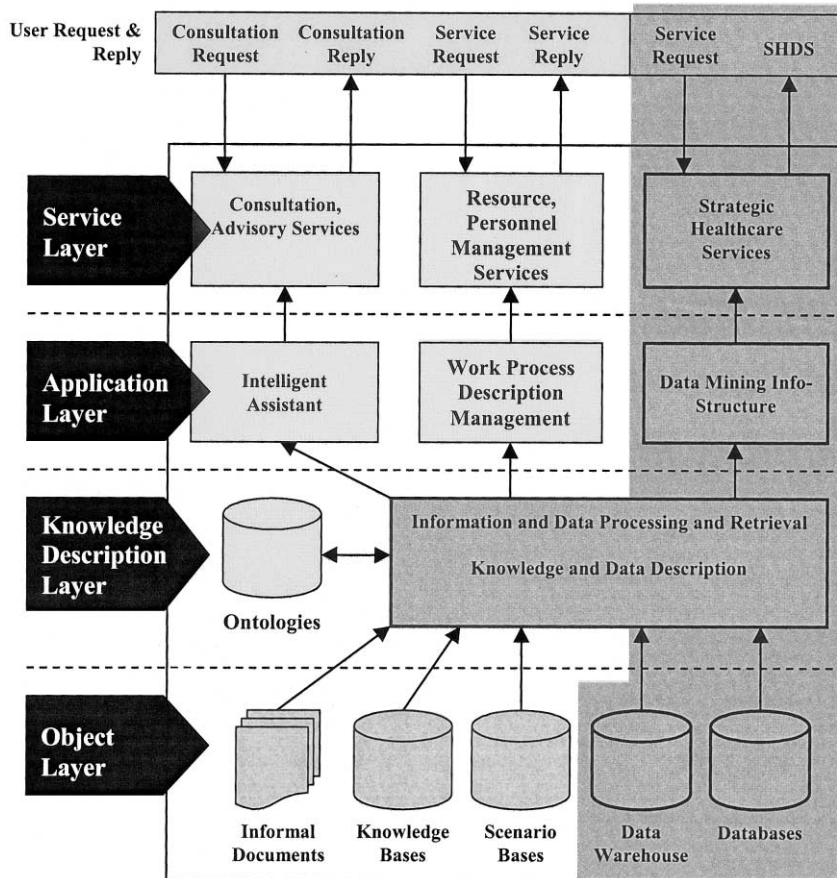 User Request &
Reply
Consultation
Request
Consultation
Reply
Service
Request
Service
Reply
Service
Request
SHDS
Service
Layer
Consultation,
Advisory Services
Resource,
Personnel
Management
Services
Strategic
Healthcare
Services
Application
Layer
Intelligent
Assistant
Work Process
Description
Management
Data Mining Info-
Structure
Knowledge
Description
Layer
Ontologies
Information and Data Processing and Retrieval
Knowledge and Data Description
Object
Layer
Informal
Documents
Knowledge
Bases
Scenario
Bases
Data
Warehouse
Databases